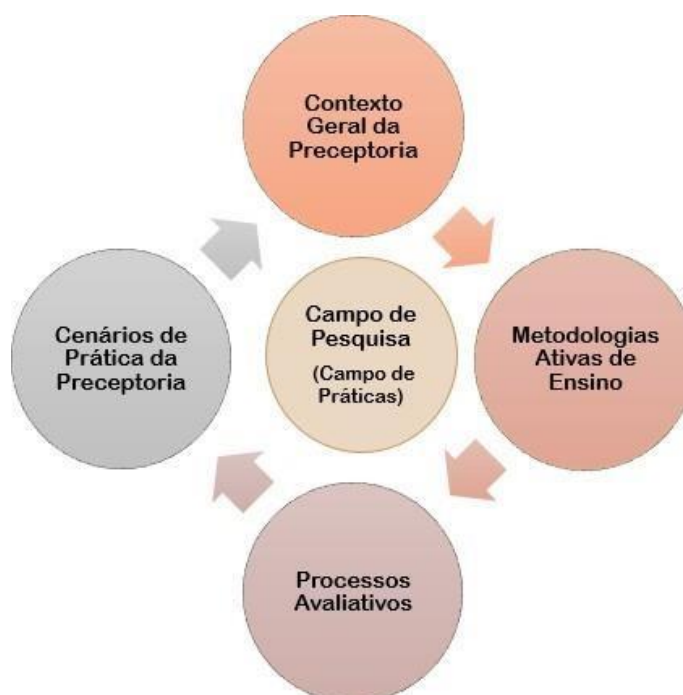 Contexto
Geral da
Preceptoria
Cenários de
Prática da
Preceptoria
Campo de
Pesquisa
(Campo de
Práticas)
Metodologias
Ativas de
Ensino
Processos
Avaliativos